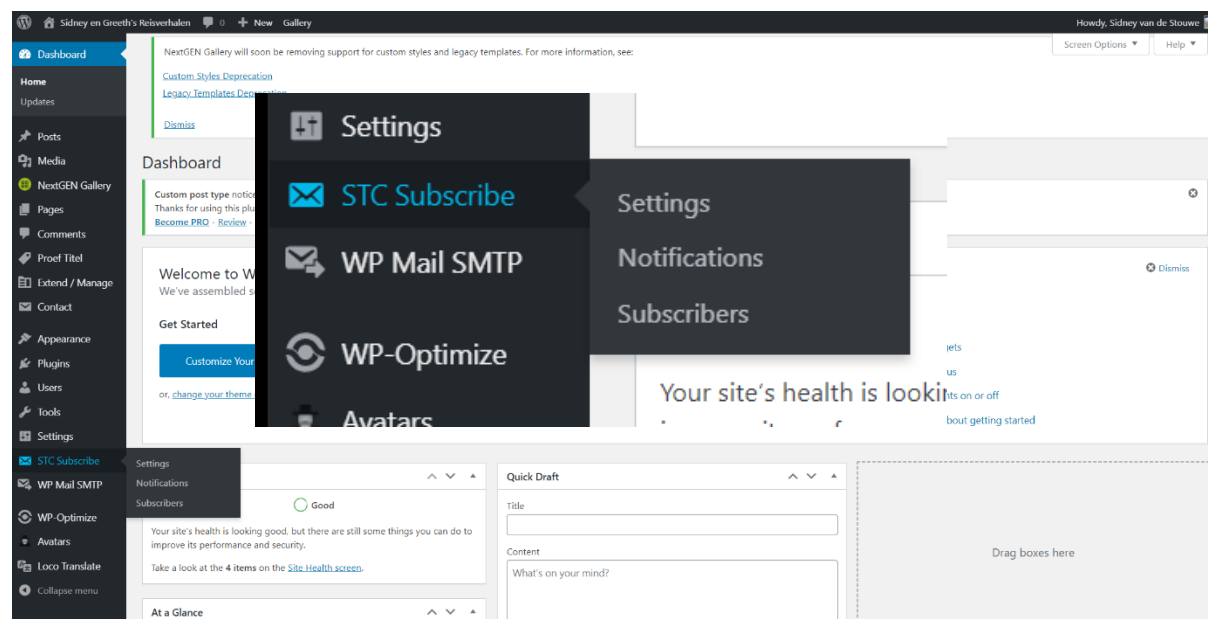 Sidney en Greeth's Reisverhalen 0 + New Gallery
Howdy, Sidney van de Stouwe
Screen Options ▼ Help ▼
Dashboard
Home
Updates
Posts
Media
NextGEN Gallery
Pages
Comments
Proef Titel
Extend / Manage
Contact
Appearance
Plugins
Users
Tools
Settings
STC Subscribe
WP Mail SMTP
WP-Optimize
Avatars
Loco Translate
Collapse menu
Settings
Notifications
Subscribers
NextGEN Gallery will soon be removing support for custom styles and legacy templates. For more information, see:
Custom Styles Deprecation
Legacy Templates Deprecation
Dismiss
Dashboard
Custom post type notic
Thanks for using this plu
Become PRO - Review -
Welcome to W
We've assembled s
Get Started
Customize Your
or, change your theme
Settings
STC Subscribe
WP Mail SMTP
WP-Optimize
Avatars
Settings
Notifications
Subscribers
Your site's health is lookin
Dismiss
gets
us
nts on or off
bout getting started
Good
Your site's health is looking good, but there are still some things you can do to
improve its performance and security.
Take a look at the 4 items on the Site Health screen.
At a Glance
Quick Draft
Title
Content
What's on your mind?
Drag boxes here